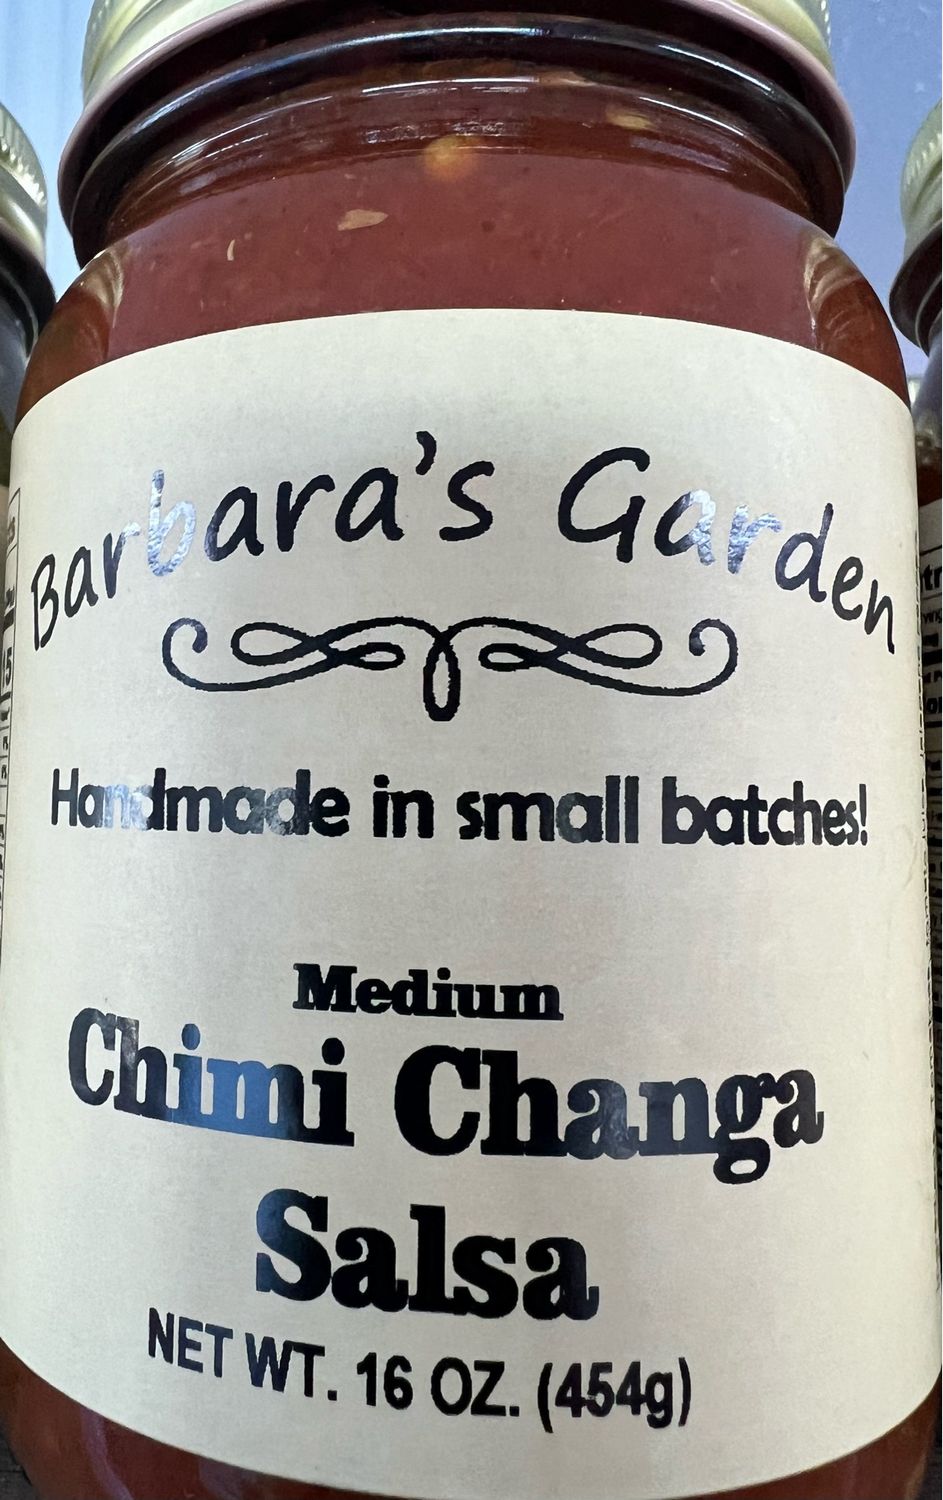 Barbara's Garden
Handmade in small batches!
Medium
Chimi Changa
Salsa
NET WT. 16 OZ. (454g)